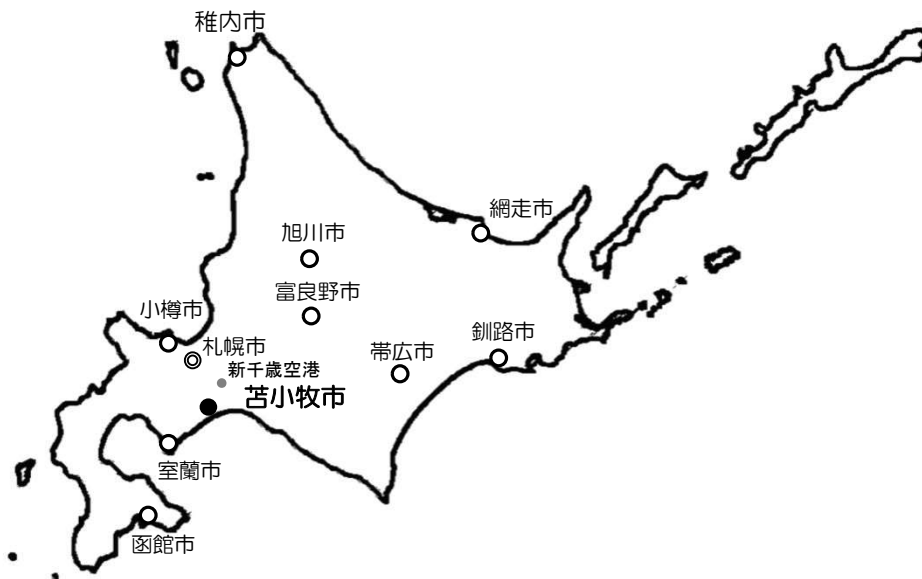 稚内市
網走市
旭川市
富良野市
小樽市
札幌市
釧路市
帯広市
新千歳空港
苫小牧市
室蘭市
函館市